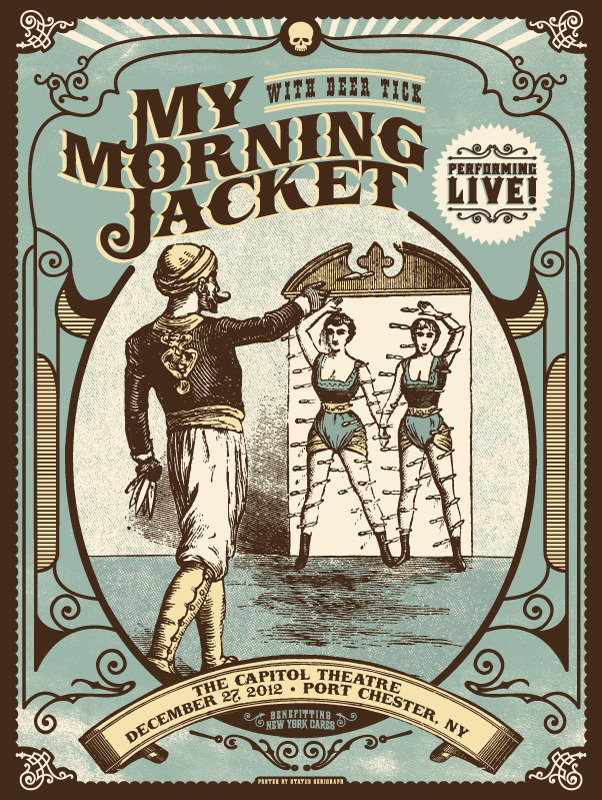 MY
WITH DEER TICK
MORNING
JACKET
PERFORMING
LIVE!
THE CAPITOL THEATRE
DECEMBER 27, 2012 • PORT CHESTER, NY
BENEFITTING
NEW YORK CARES
POSTER BY STATUS SERIGRAPH